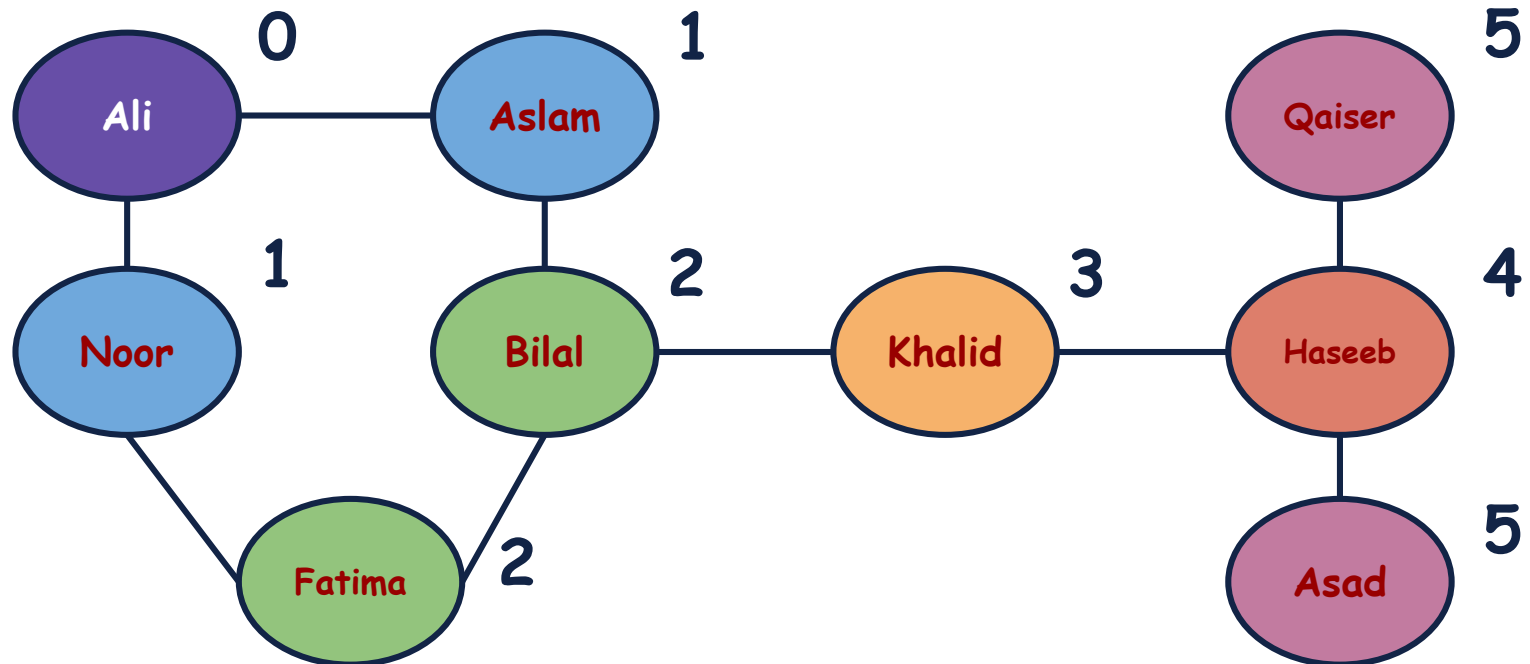 0
1
5
Ali
Aslam
Qaiser
1
2
3
4
Noor
Bilal
Khalid
Haseeb
2
5
Fatima
Asad